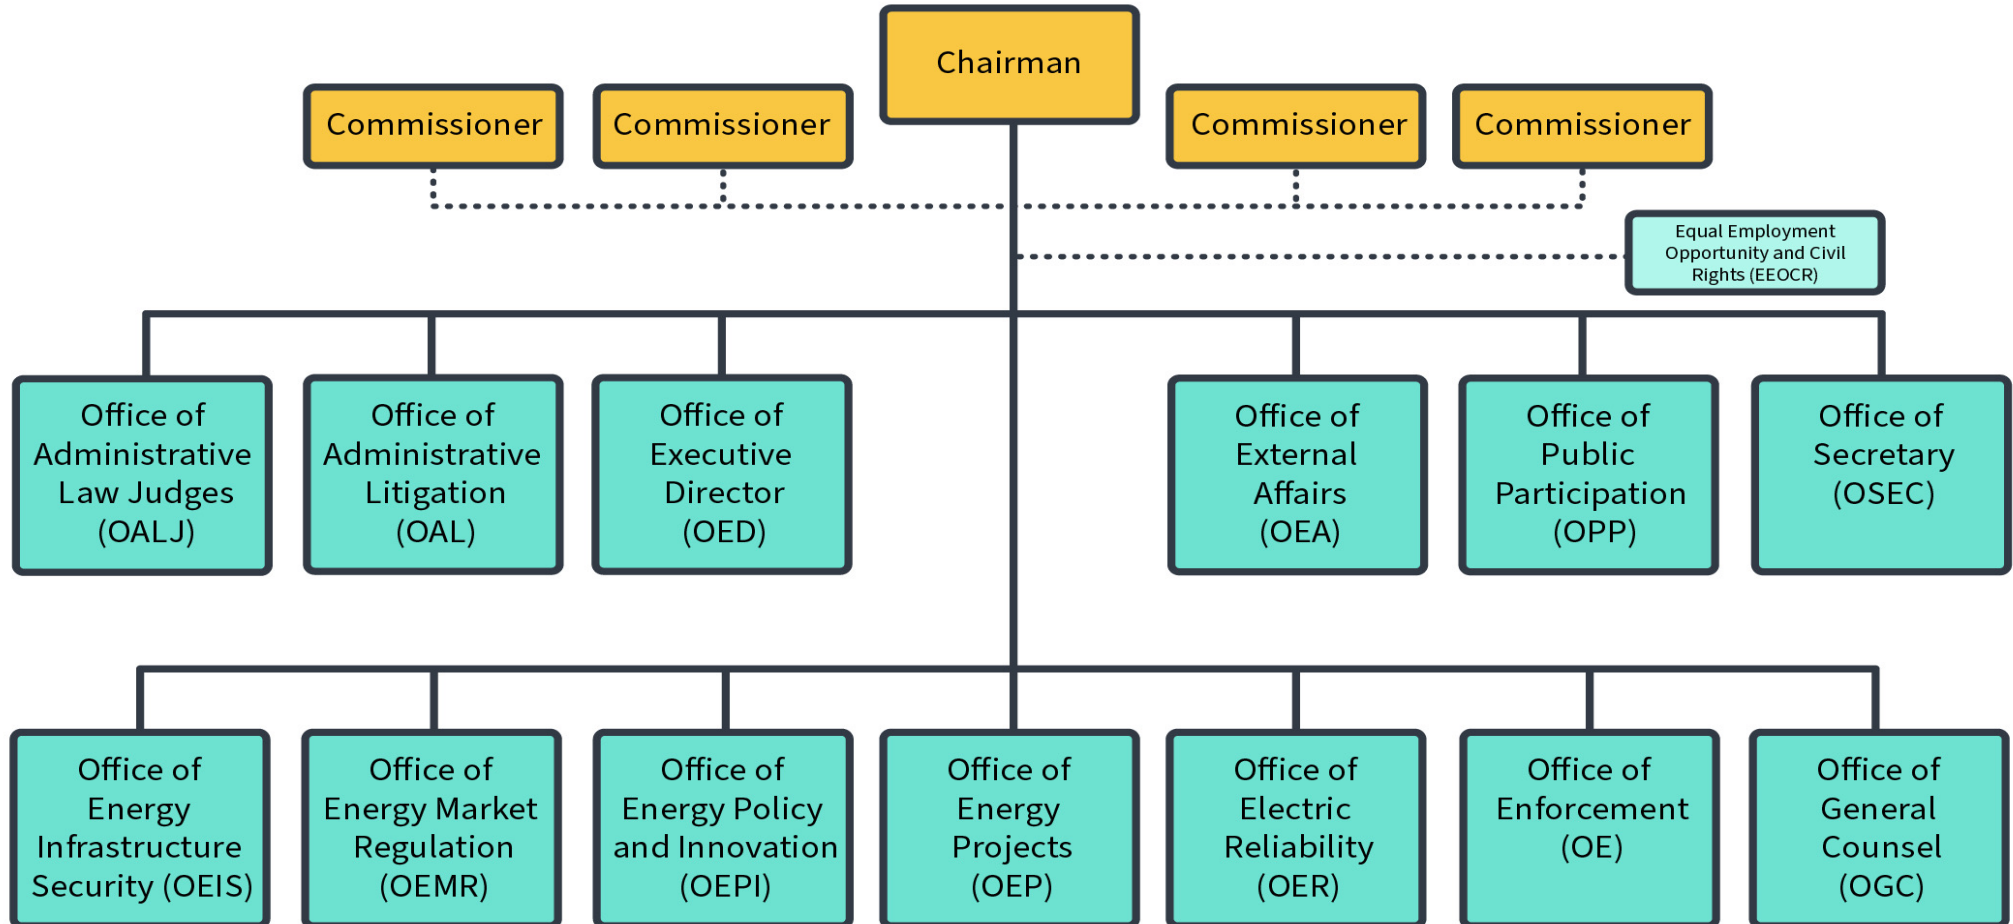 Chairman
Commissioner
Commissioner
Commissioner
Commissioner
Equal Employment
Opportunity and Civil
Rights (EEOCR)
Office of
Administrative
Law Judges
(OALJ)
Office of
Administrative
Litigation
(OAL)
Office of
Executive
Director
(OED)
Office of
External
Affairs
(OEA)
Office of
Public
Participation
(OPP)
Office of
Secretary
(OSEC)
Office of
Energy
Infrastructure
Security (OEIS)
Office of
Energy Market
Regulation
(OEMR)
Office of
Energy Policy
and Innovation
(OEPI)
Office of
Energy
Projects
(OEP)
Office of
Electric
Reliability
(OER)
Office of
Enforcement
(OE)
Office of
General
Counsel
(OGC)